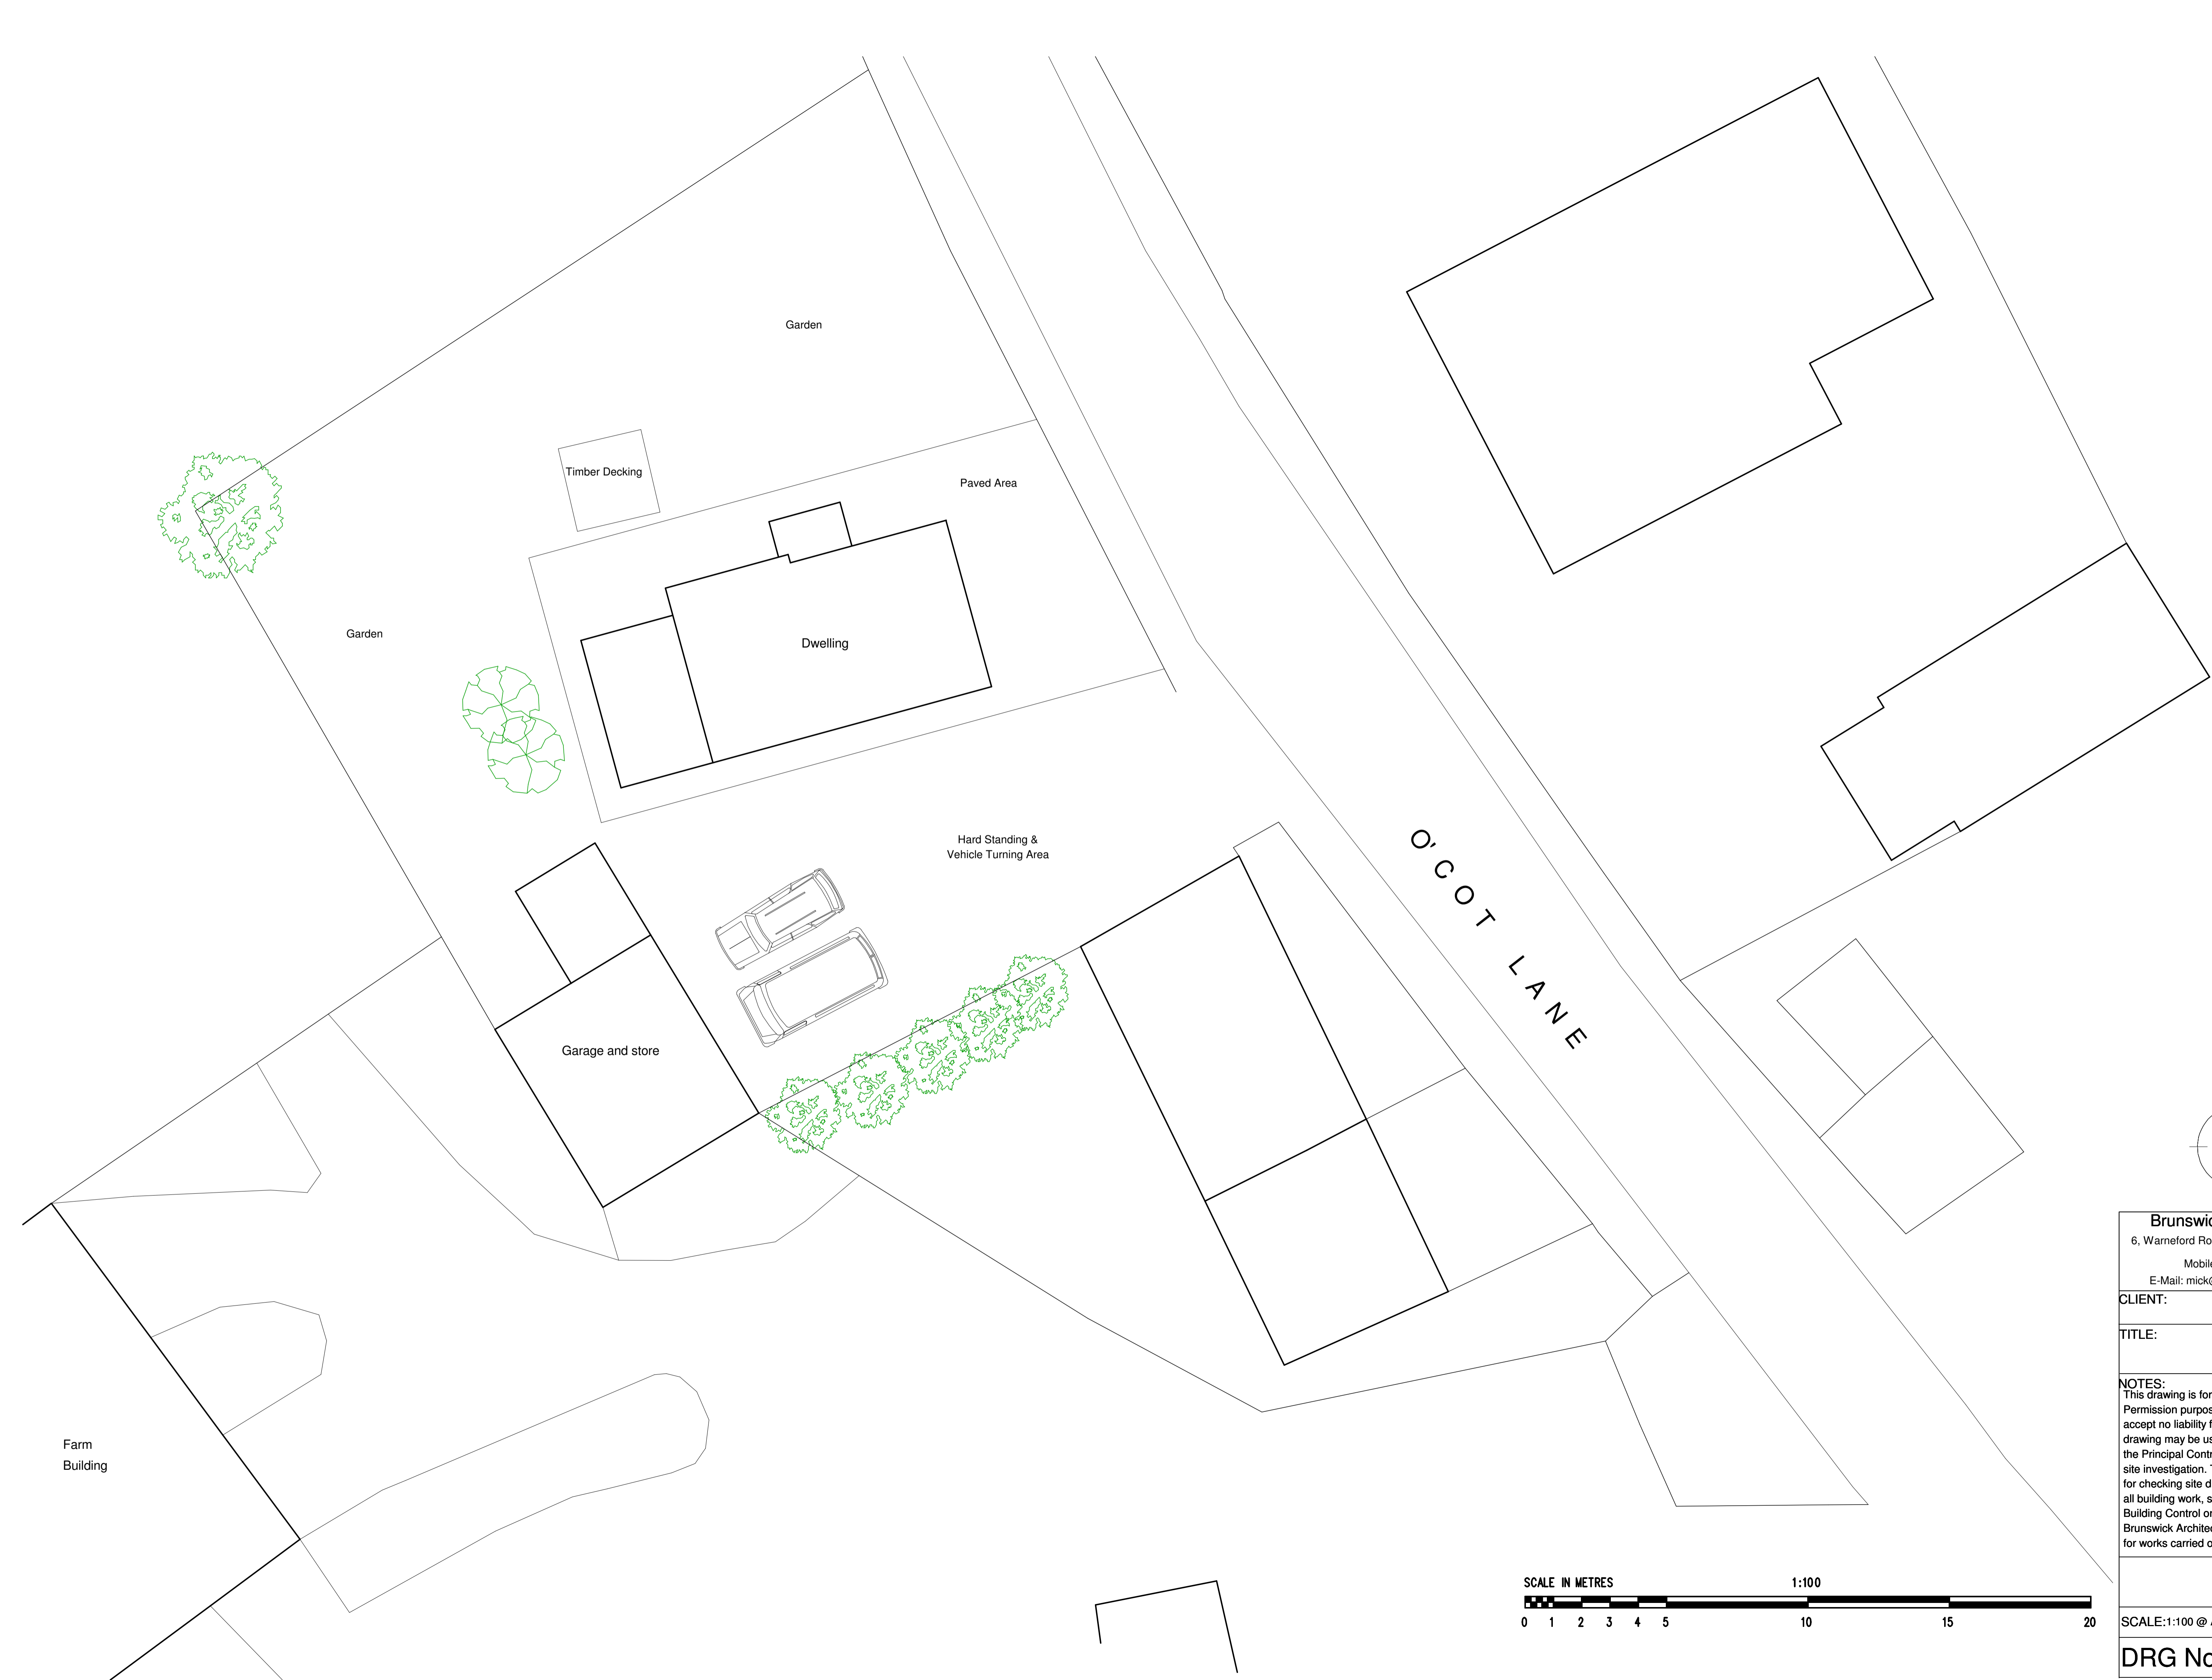 Garden
Timber Decking
Paved Area
Garden
Dwelling
Hard Standing &
Vehicle Turning Area
Garage and store
O'COT LANE
Farm
Building
SCALE IN METRES 1:100
0 1 2 3 4 5 10 15 20
Brunswic
6, Warneford Ro
Mobile
E-Mail: mick@
CLIENT:
TITLE:
NOTES:
This drawing is for
Permission purpos
accept no liability f
drawing may be us
the Principal Contr
site investigation. T
for checking site d
all building work, s
Building Control or
Brunswick Archite
for works carried o
SCALE:1:100 @
DRG No